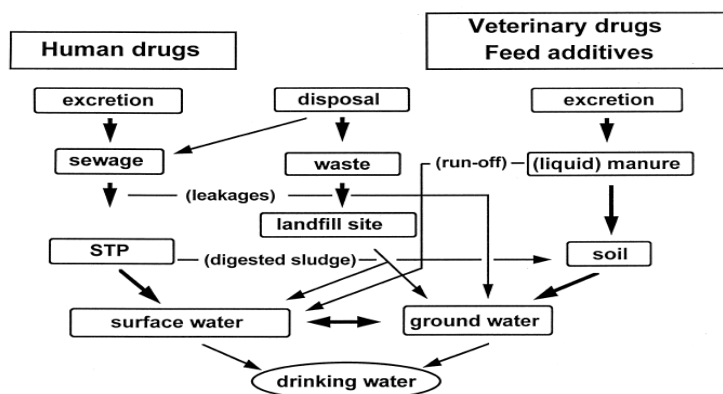 Human drugs
Veterinary drugs
Feed additives
excretion
disposal
excretion
sewage
waste
(run-off)
(liquid) manure
(leakages)
landfill site
STP
(digested sludge)
soil
surface water
ground water
drinking water